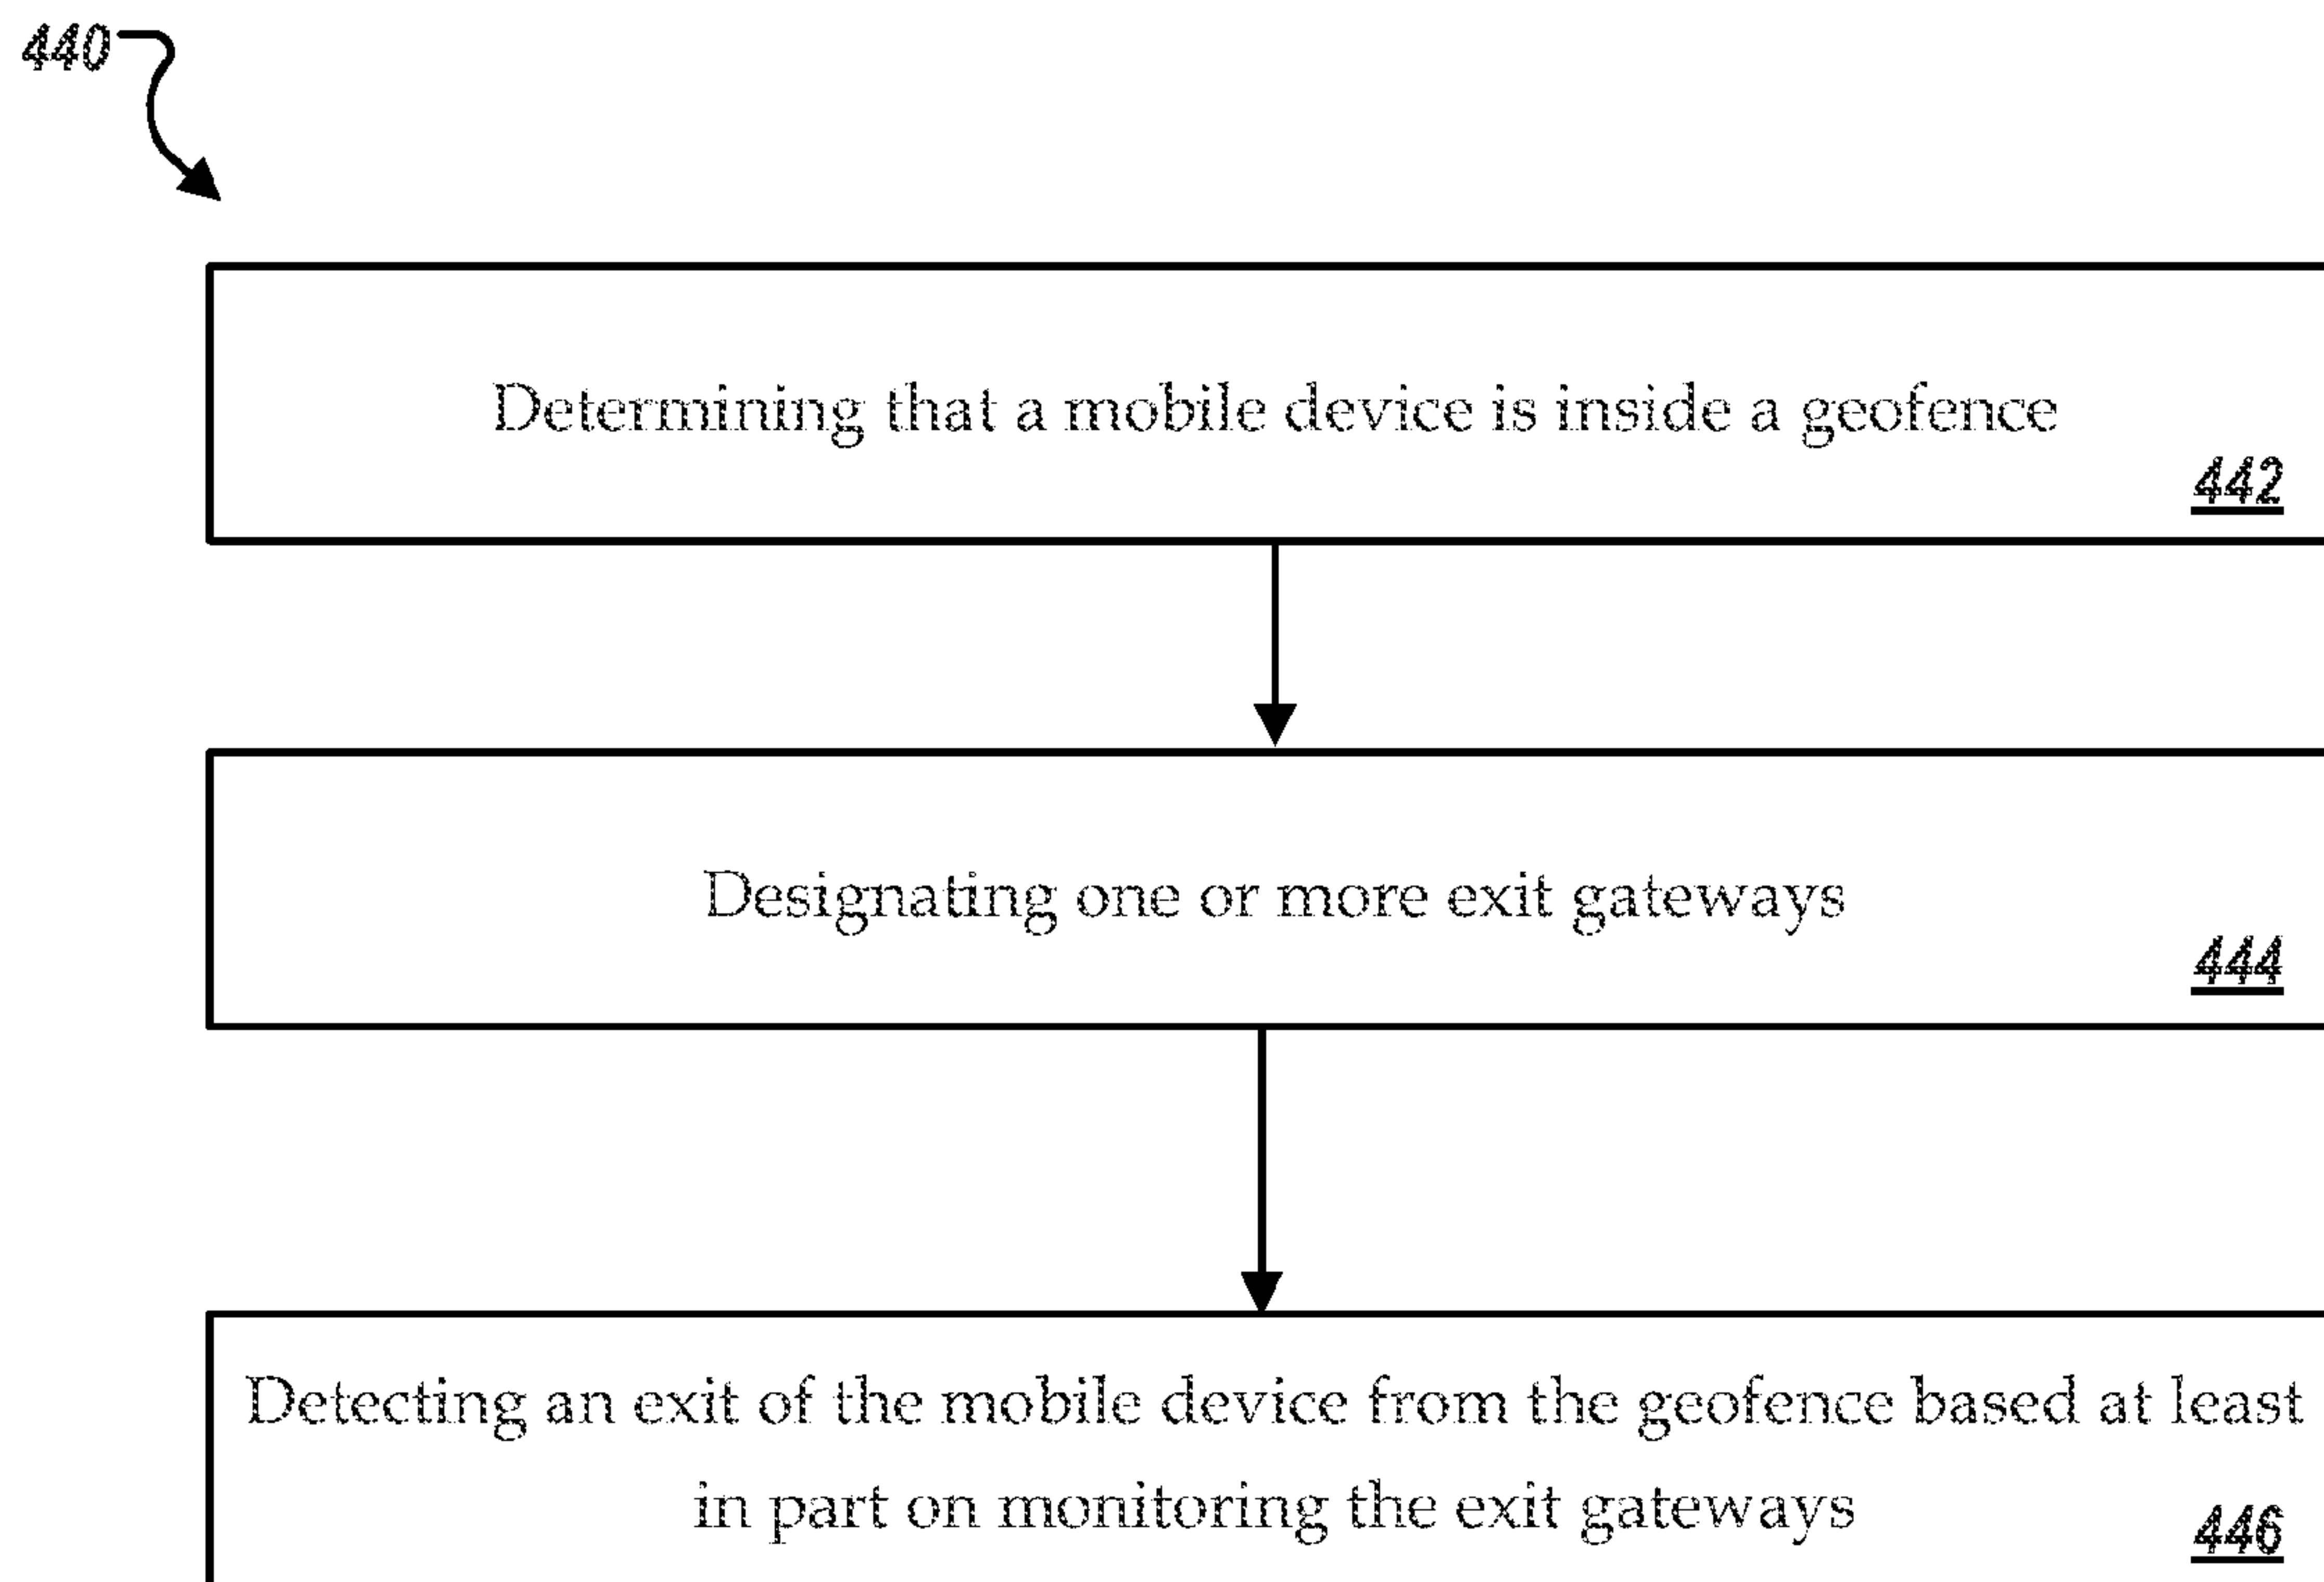 440
Determining that a mobile device is inside a geofence
442
Designating one or more exit gateways
444
Detecting an exit of the mobile device from the geofence based at least
in part on monitoring the exit gateways
446